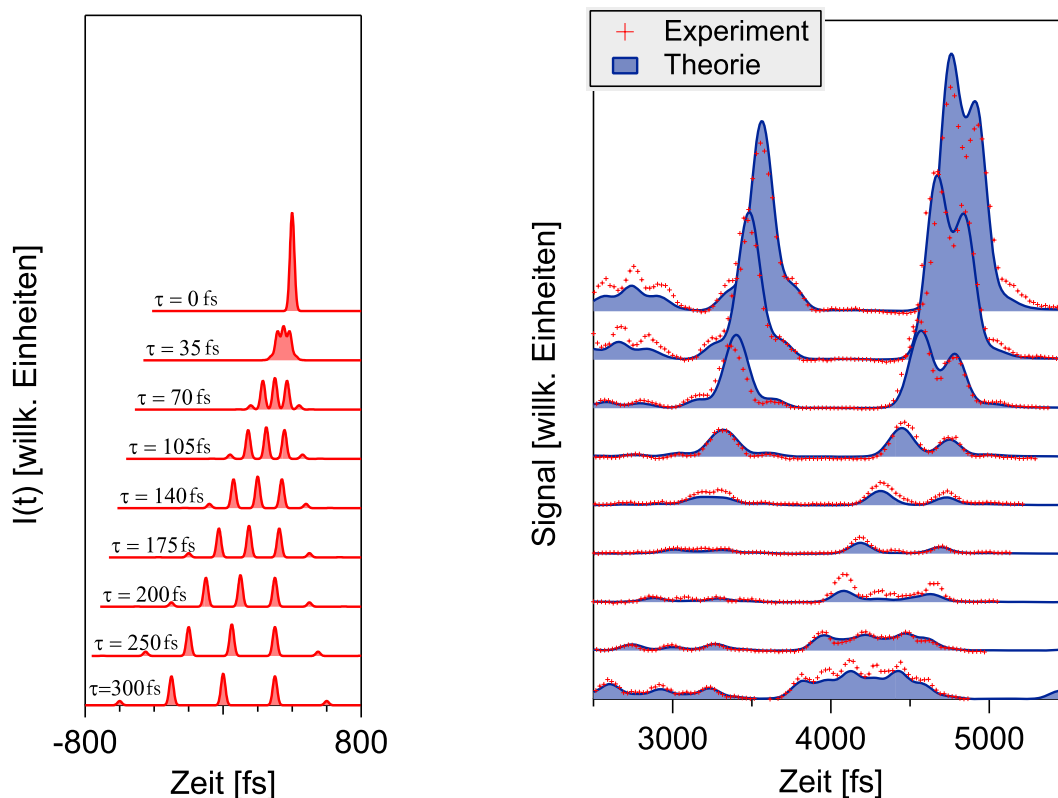 I(t) [willk. Einheiten]
τ = 0 fs
τ = 35 fs
τ = 70 fs
τ = 105fs
τ = 140 fs
τ = 175 fs
τ = 200 fs
τ = 250 fs
τ=300 fs
-800
800
Zeit [fs]
Experiment
Theorie
Signal [willk. Einheiten]
3000
4000
5000
Zeit [fs]